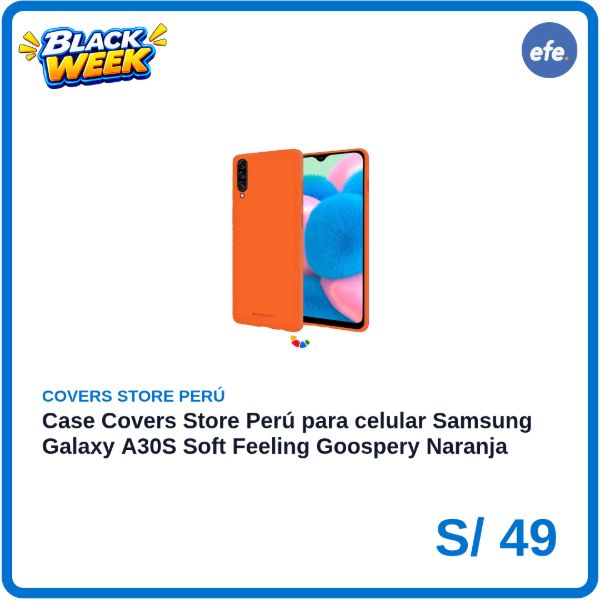 BLACK
WEEK
efe.
COVERS STORE PERÚ
Case Covers Store Perú para celular Samsung
Galaxy A30S Soft Feeling Goospery Naranja
S/ 49